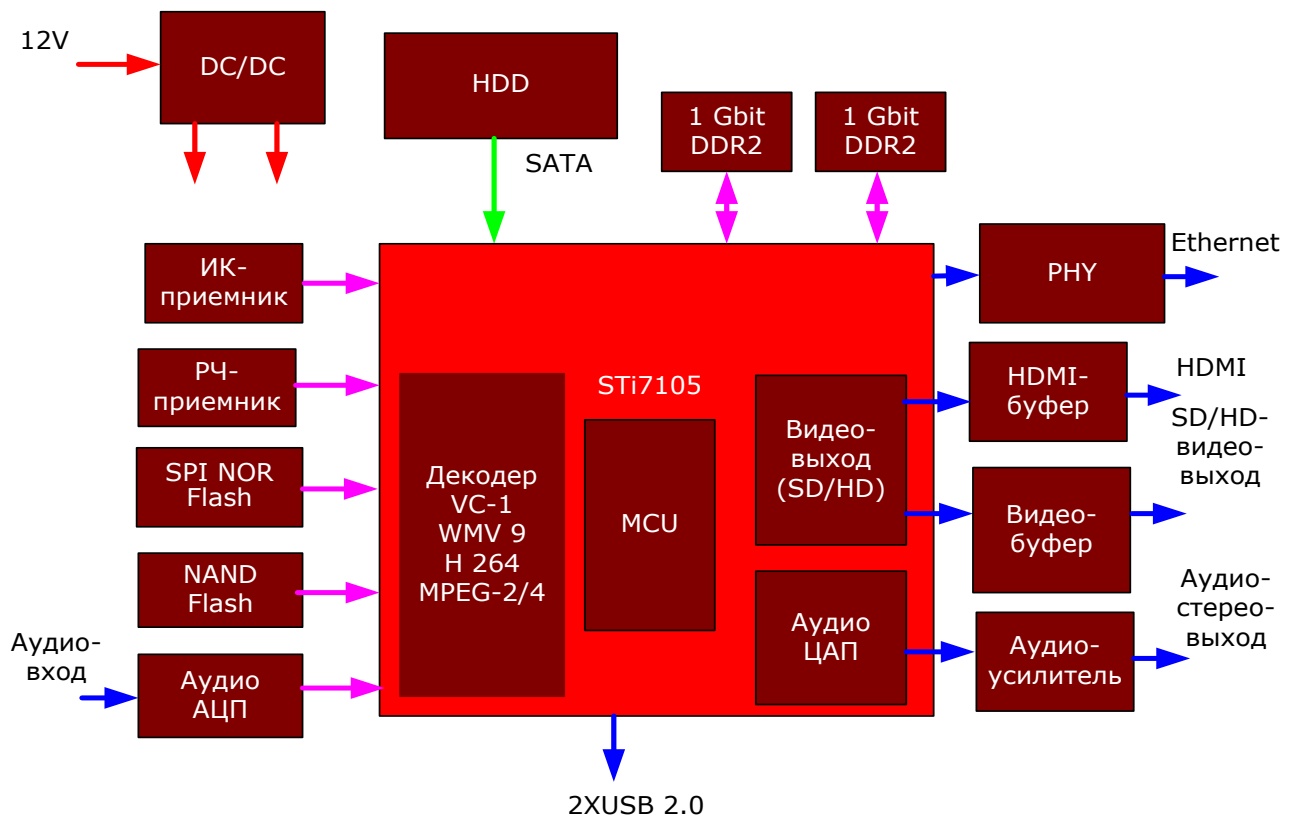 12V
DC/DC
HDD
1 Gbit
DDR2
1 Gbit
DDR2
SATA
ИК-
приемник
PHY
Ethernet
РЧ-
приемник
STi7105
HDMI-
буфер
HDMI
SD/HD-
видео-
выход
SPI NOR
Flash
Декодер
VC-1
WMV 9
H 264
MPEG-2/4
MCU
Видео-
выход
(SD/HD)
Видео-
буфер
NAND
Flash
Аудио-
вход
Аудио
АЦП
Аудио
ЦАП
Аудио-
усилитель
Аудио-
стерео-
выход
2XUSB 2.0